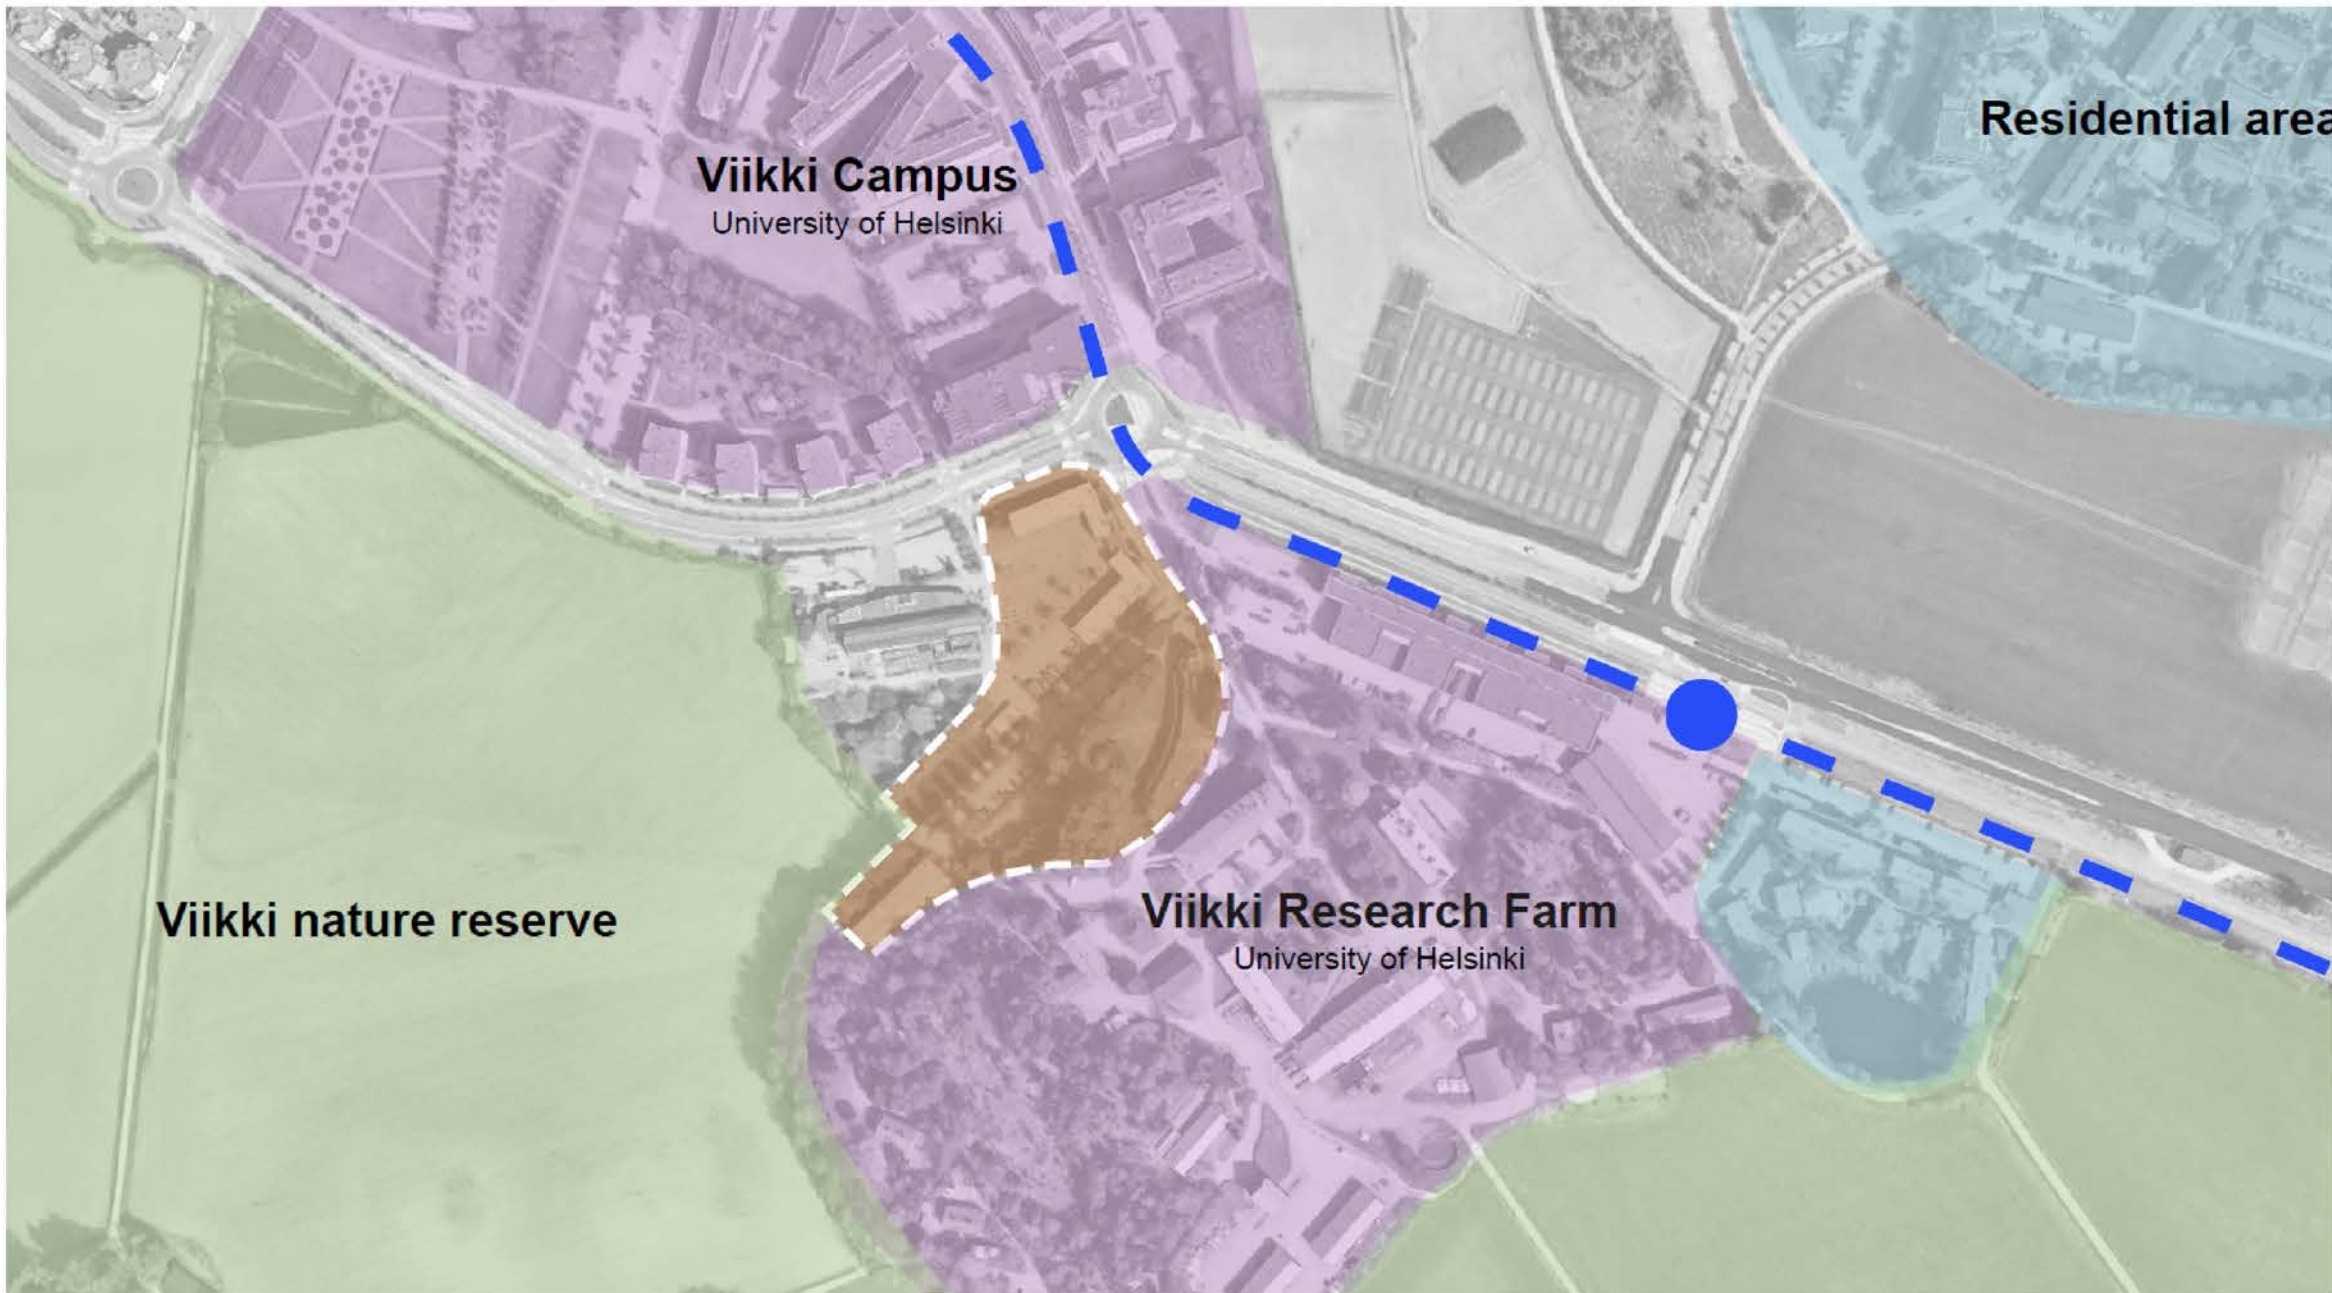 Residential area
Viikki Campus
University of Helsinki
Viikki nature reserve
Viikki Research Farm
University of Helsinki